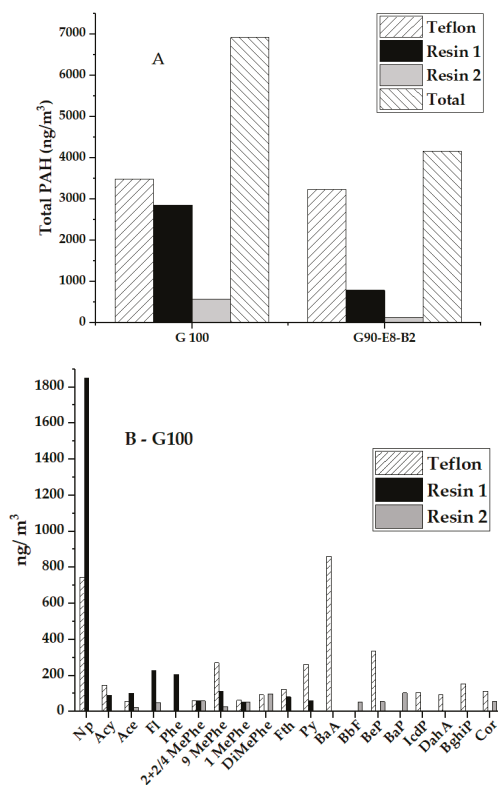 A
Teflon
Resin 1
Resin 2
Total
Total PAH (ng/m³)
7000
6000
5000
4000
3000
2000
1000
0
G 100
G90-E8-B2
B - G100
Teflon
Resin 1
Resin 2
ng/ m³
1800
1600
1400
1200
1000
800
600
400
200
0
Np
Acy
Ace
Fl
Phe
2+2/4 MePhe
9 MePhe
1 MePhe
DiMePhe
Fth
Py
BaA
BbF
BeP
BaP
IcdP
Dah A
BghiP
Cor